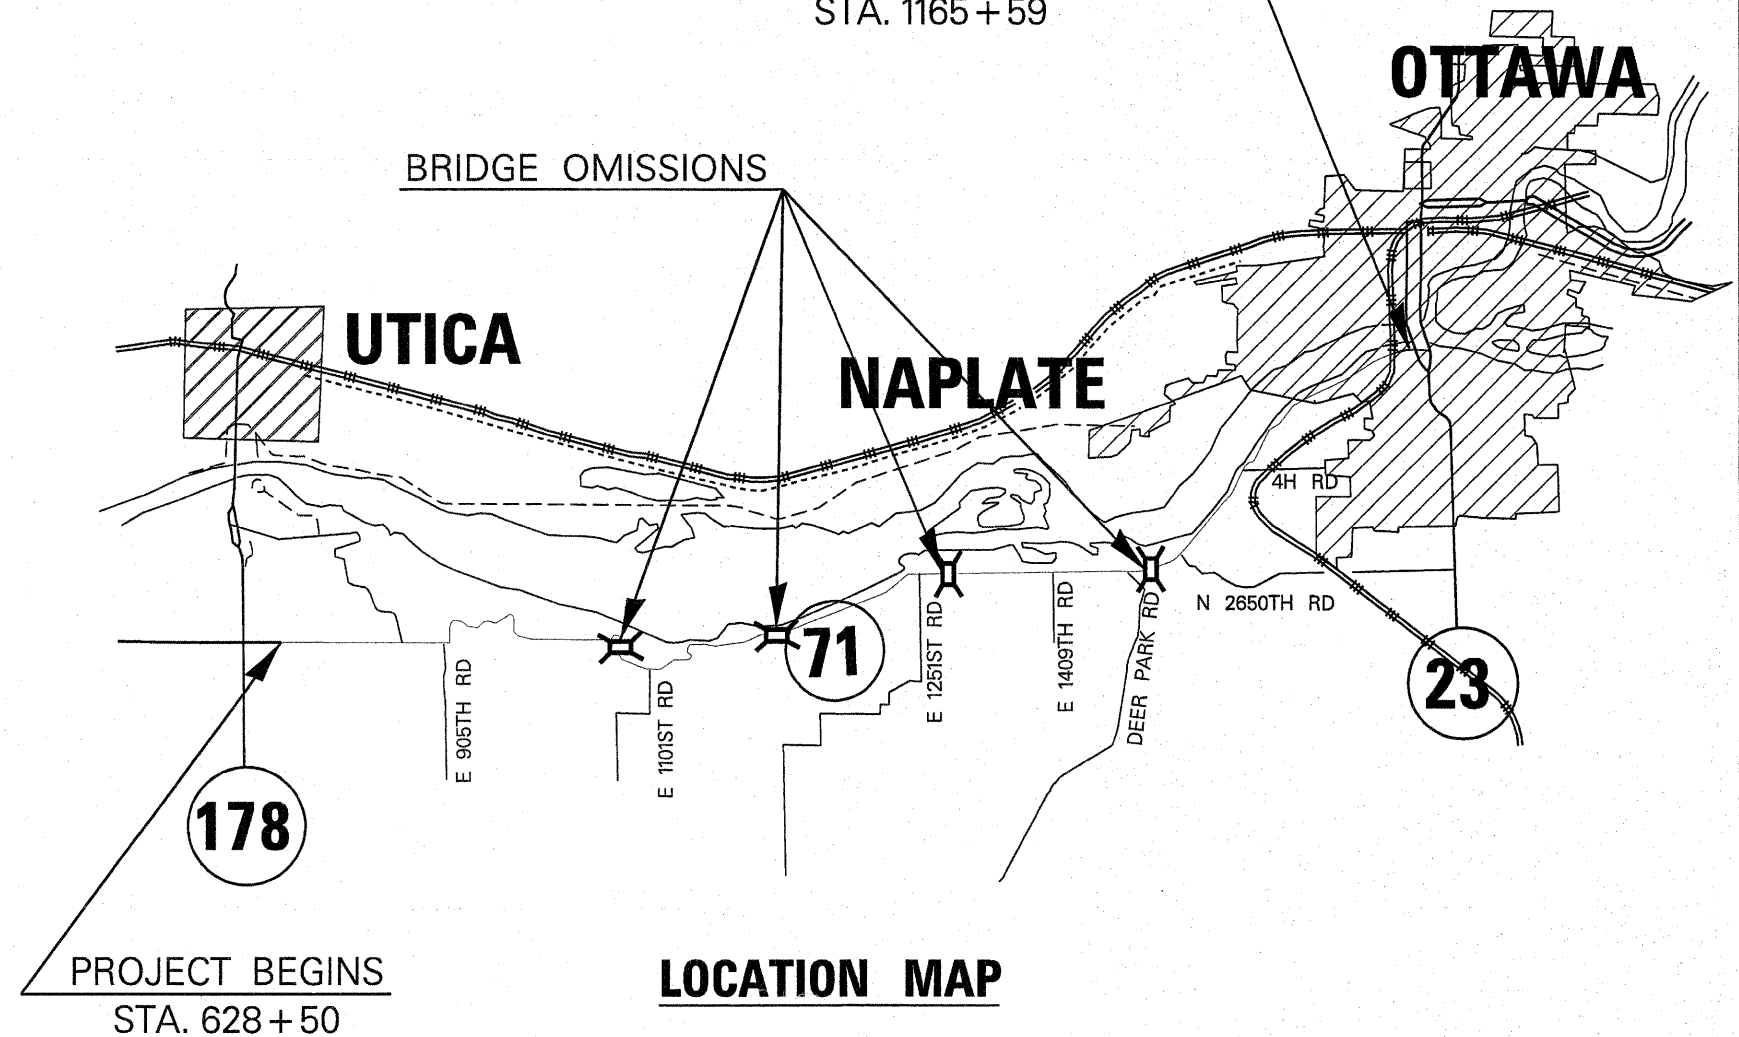 STA. 1165+59
OTTAWA
BRIDGE OMISSIONS
UTICA
NAPLATE
4H RD
N 2650TH RD
71
23
E 905TH RD
E 1101ST RD
E 1251ST RD
E 1409TH RD
DEER PARK RD
178
PROJECT BEGINS
STA. 628+50
LOCATION MAP